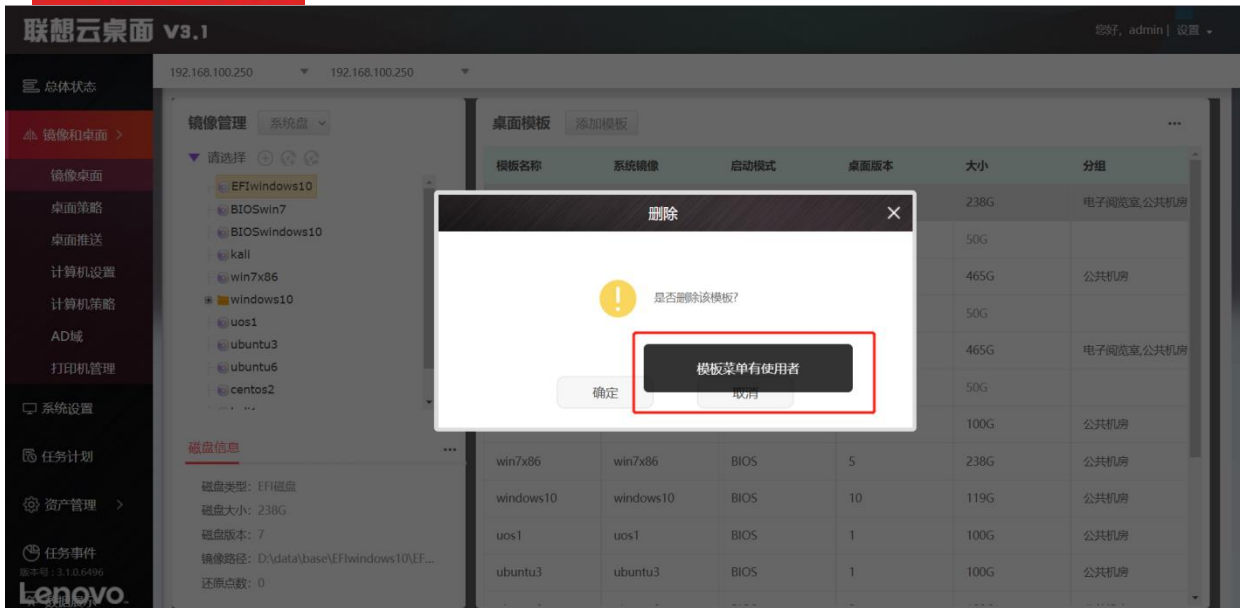 联想云桌面 V3.1
您好, admin | 设置
192.168.100.250 192.168.100.250
总体状态
镜像和桌面
镜像桌面
桌面策略
桌面推送
计算机设置
计算机策略
AD域
打印机管理
系统设置
任务计划
资产管理
任务事件
版本号 : 3.1.0.6496
Lenovo
镜像管理 系统盘
请选择
EFIwindows10
BIOSwin7
BIOSwindows10
kali
win7x86
windows10
uos1
ubuntu3
ubuntu6
centos2
磁盘信息 ...
磁盘类型: EFI磁盘
磁盘大小: 238G
磁盘版本: 7
镜像路径: D:\data\base\EFIwindows10\EF...
还原点数: 0
桌面模板 添加模板 ...
模板名称 系统镜像 启动模式 桌面版本 大小 分组
238G 电子阅览室,公共机房
50G
465G 公共机房
50G
465G 电子阅览室,公共机房
50G
100G 公共机房
win7x86 win7x86 BIOS 5 238G 公共机房
windows10 windows10 BIOS 10 119G 公共机房
uos1 uos1 BIOS 1 100G 公共机房
ubuntu3 ubuntu3 BIOS 1 100G 公共机房
删除
是否删除该模板?
模板菜单有使用者
确定 取消